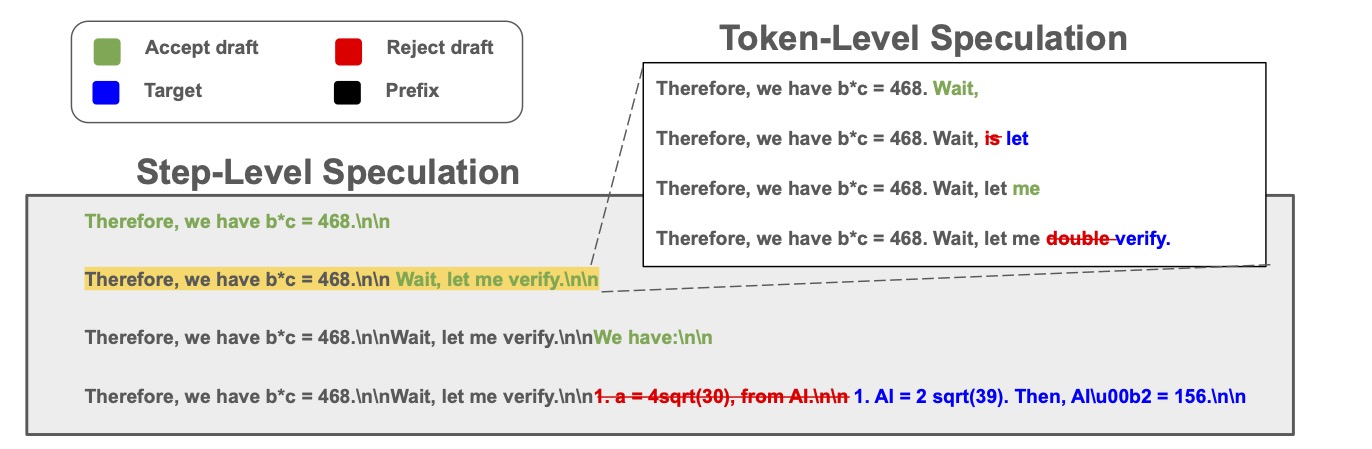 Accept draft
Reject draft
Target
Prefix
Token-Level Speculation
Therefore, we have b*c = 468. Wait,
Therefore, we have b*c = 468. Wait, is let
Therefore, we have b*c = 468. Wait, let me
Therefore, we have b*c = 468. Wait, let me double verify.
Step-Level Speculation
Therefore, we have b*c = 468.\n\n
Therefore, we have b*c = 468.\n\n Wait, let me verify.\n\n
Therefore, we have b*c = 468.\n\nWait, let me verify.\n\nWe have:\n\n
Therefore, we have b*c = 468.\n\nWait, let me verify.\n\n1. a = 4sqrt(30), from AI.\n\n 1. AI = 2 sqrt(39). Then, AI\u00b2 = 156.\n\n